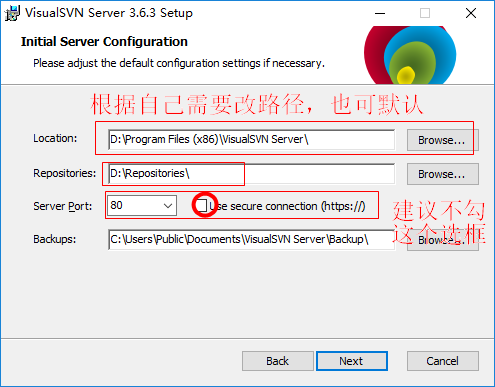 VisualSVN Server 3.6.3 Setup
Initial Server Configuration
Please adjust the default configuration settings if necessary.
根据自己需要改路径，也可默认
Location: D:\Program Files (x86)\VisualSVN Server\ Browse...
Repositories: D:\Repositories\ Browse...
Server Port: 80 Use secure connection (https://)
建议不勾
这个选框
Backups: C:\Users\Public\Documents\VisualSVN Server\Backup\ Browse...
Back Next Cancel